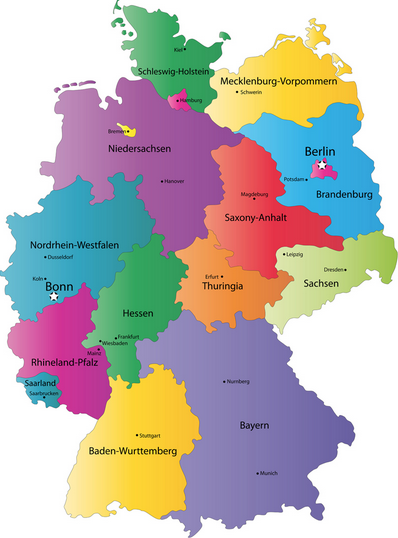 Kiel
Schleswig-Holstein
Mecklenburg-Vorpommern
Schwerin
Hamburg
Bremen
Niedersachsen
Berlin
Potsdam
Hanover
Brandenburg
Magdeburg
Saxony-Anhalt
Nordrhein-Westfalen
Dusseldorf
Leipzig
Dresden
Koln
Bonn
Erfurt
Thuringia
Sachsen
Hessen
Frankfurt
Wiesbaden
Mainz
Rhineland-Pfalz
Saarland
Saarbrucken
Nurnberg
Bayern
Stuttgart
Baden-Wurttemberg
Munich